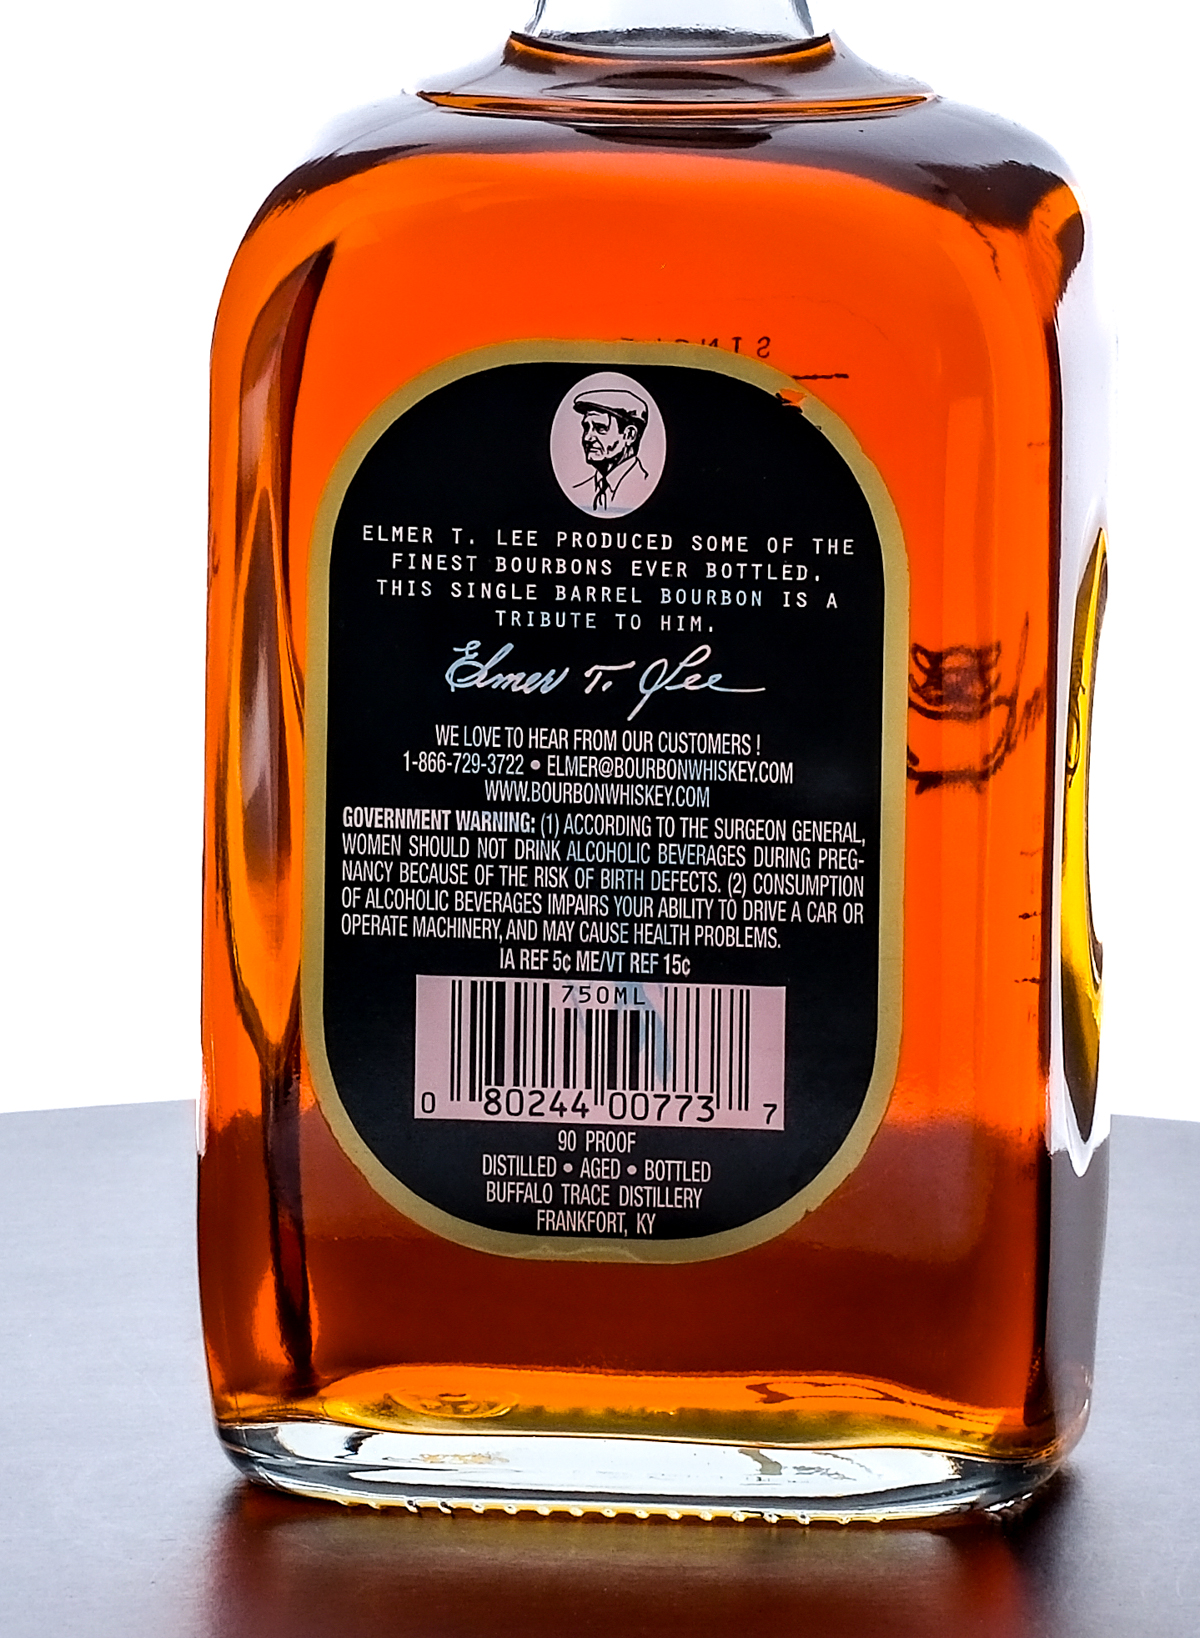 ELMER T. LEE PRODUCED SOME OF THE
FINEST BOURBONS EVER BOTTLED.
THIS SINGLE BARREL BOURBON IS A
TRIBUTE TO HIM.
Elmer T. Lee
WE LOVE TO HEAR FROM OUR CUSTOMERS !
1-866-729-3722 • ELMER@BOURBONWHISKEY.COM
WWW.BOURBONWHISKEY.COM
GOVERNMENT WARNING: (1) ACCORDING TO THE SURGEON GENERAL,
WOMEN SHOULD NOT DRINK ALCOHOLIC BEVERAGES DURING PREG-
NANCY BECAUSE OF THE RISK OF BIRTH DEFECTS. (2) CONSUMPTION
OF ALCOHOLIC BEVERAGES IMPAIRS YOUR ABILITY TO DRIVE A CAR OR
OPERATE MACHINERY, AND MAY CAUSE HEALTH PROBLEMS.
IA REF 5¢ ME/VT REF 15¢
750ML
0 80244 00773 7
90 PROOF
DISTILLED • AGED • BOTTLED
BUFFALO TRACE DISTILLERY
FRANKFORT, KY